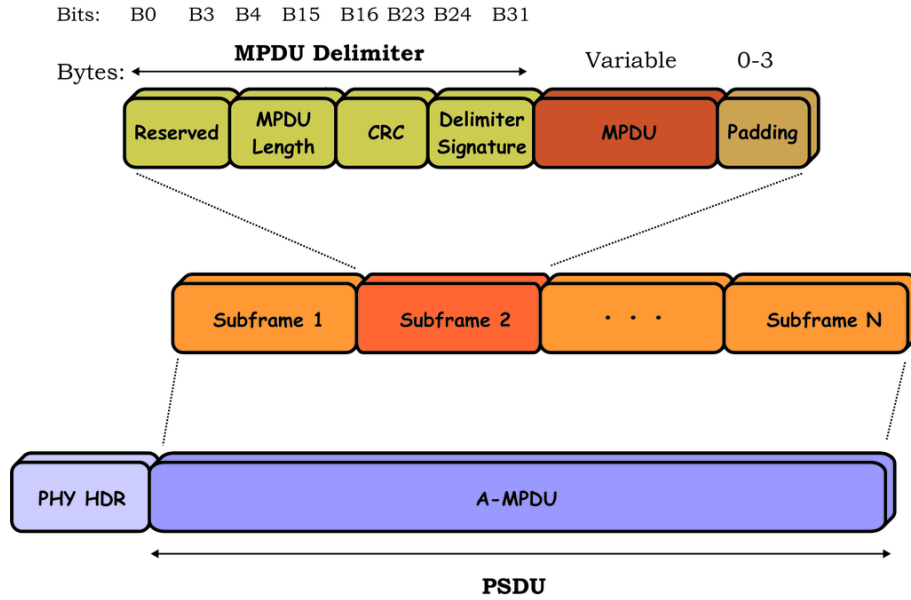 Bits: B0 B3 B4 B15 B16 B23 B24 B31
MPDU Delimiter
Bytes: Variable 0-3
Reserved
MPDU
Length
CRC
Delimiter
Signature
MPDU
Padding
Subframe 1
Subframe 2
. . .
Subframe N
PHY HDR
A-MPDU
PSDU